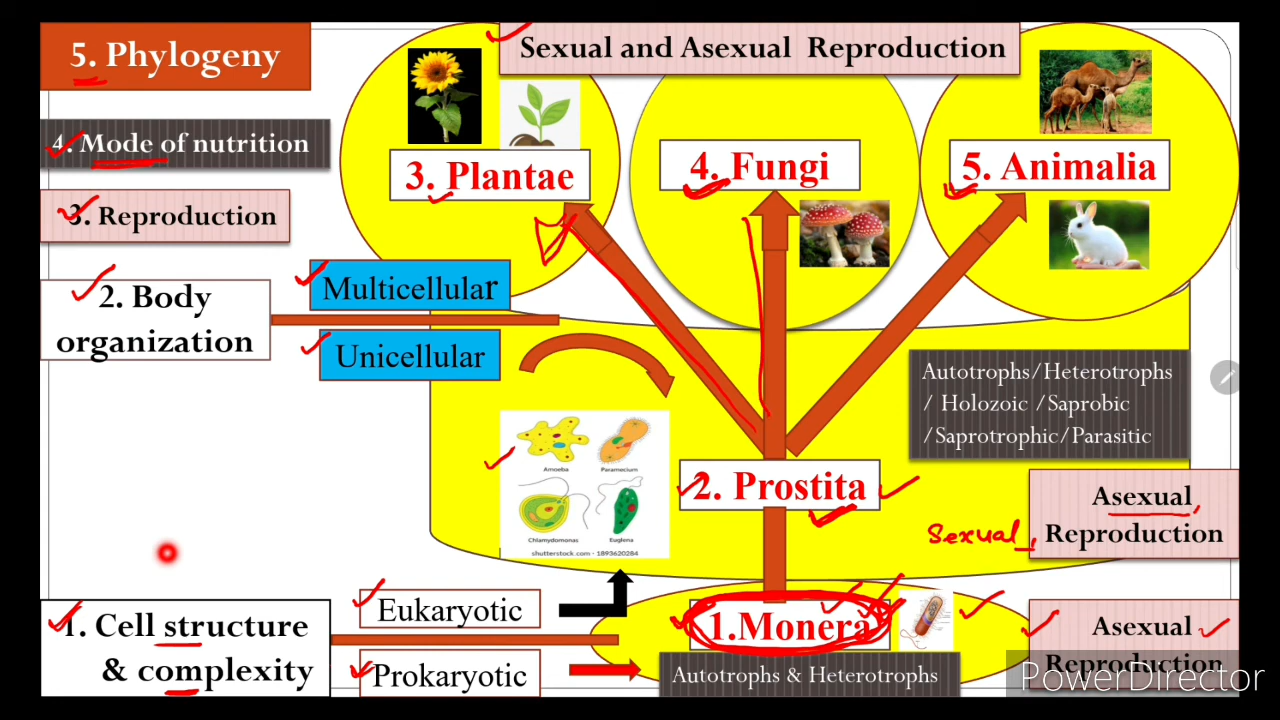 5. Phylogeny
Sexual and Asexual Reproduction
4. Mode of nutrition
3. Reproduction
2. Body
organization
Multicellular
Unicellular
3. Plantae
4. Fungi
5. Animalia
Autotrophs/Heterotrophs
/ Holozoic /Saprobic
/Saprotrophic/Parasitic
Amoeba
Paramecium
Chlamydomonas
Euglena
shutterstock.com - 1893620284
2. Prostita
Sexual,
Asexual,
Reproduction
1. Cell structure
& complexity
Eukaryotic
Prokaryotic
1.Monera
Autotrophs & Heterotrophs
Asexual
Reproduction
PowerDirector